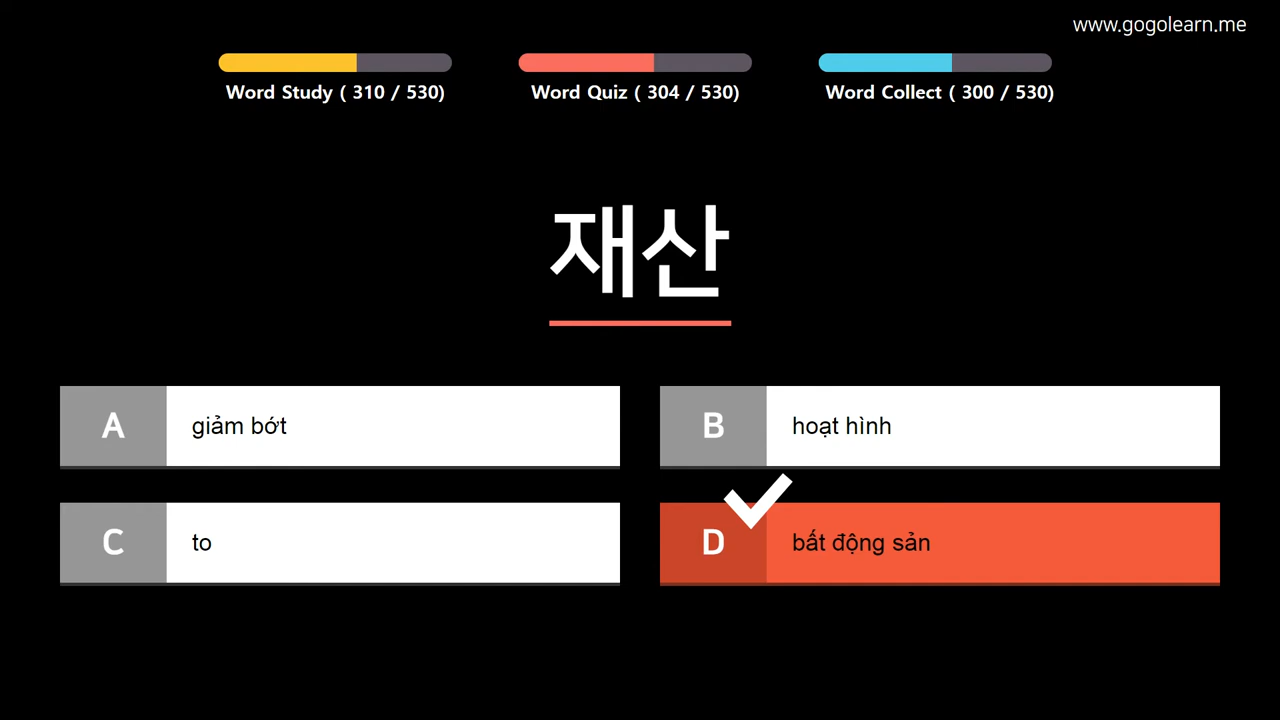 www.gogolearn.me
Word Study ( 310 / 530)
Word Quiz ( 304 / 530)
Word Collect ( 300 / 530)
재산
A giảm bớt
B hoạt hình
C to
D bất động sản